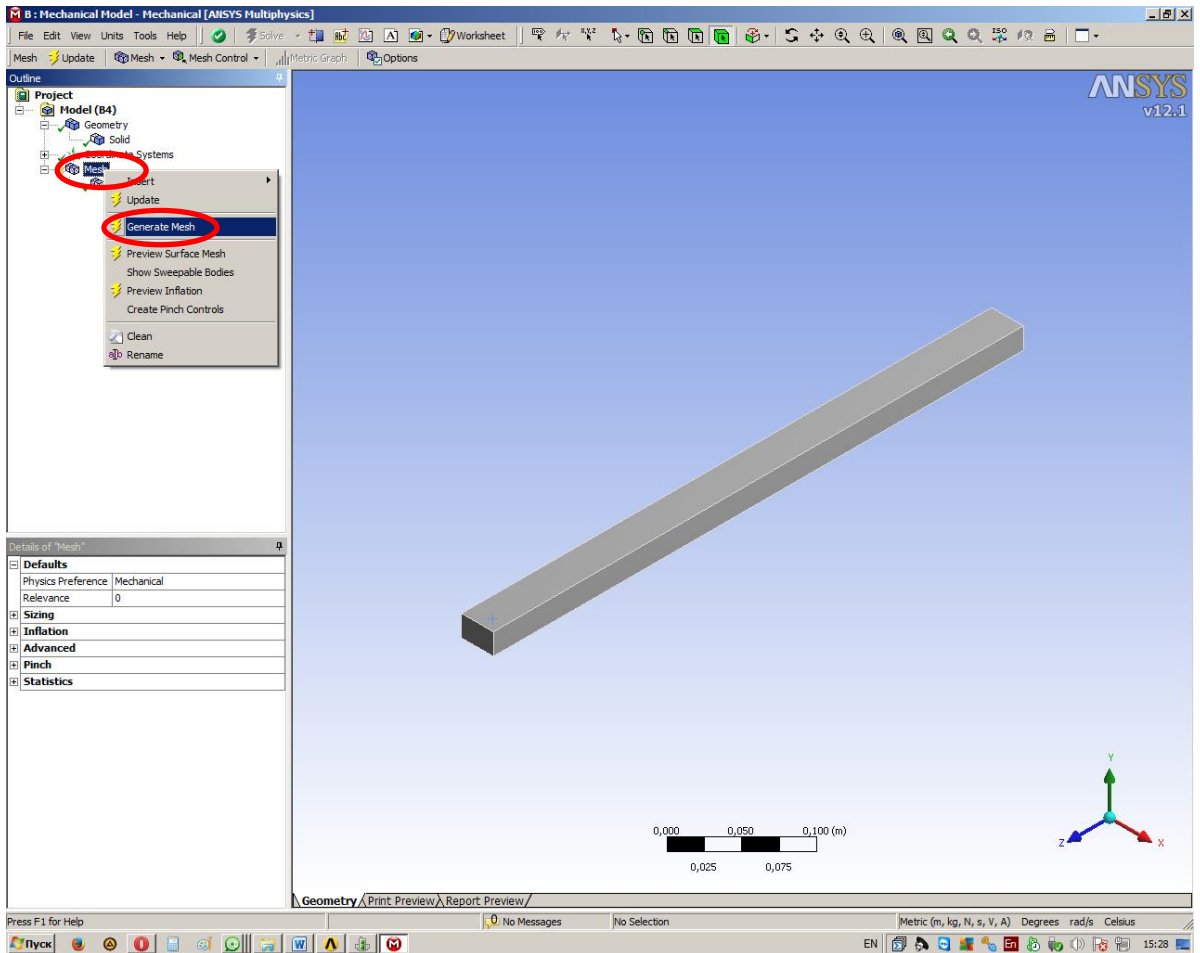 B : Mechanical Model - Mechanical [ANSYS Multiphysics]
File Edit View Units Tools Help Solve Worksheet
Mesh Update Mesh Mesh Control Metric Graph Options
Outline
Project
Model (B4)
Geometry
Solid
Coordinate Systems
Mesh
Insert
Update
Generate Mesh
Preview Surface Mesh
Show Sweepable Bodies
Preview Inflation
Create Pinch Controls
Clean
Rename
ANSYS
v12.1
Details of "Mesh"
Defaults
Physics Preference Mechanical
Relevance 0
Sizing
Inflation
Advanced
Pinch
Statistics
Y
Z
X
0,000 0,050 0,100 (m)
0,025 0,075
Geometry Print Preview Report Preview
Press F1 for Help 0 No Messages No Selection Metric (m, kg, N, s, V, A) Degrees rad/s Celsius
Пуск EN En 15:28